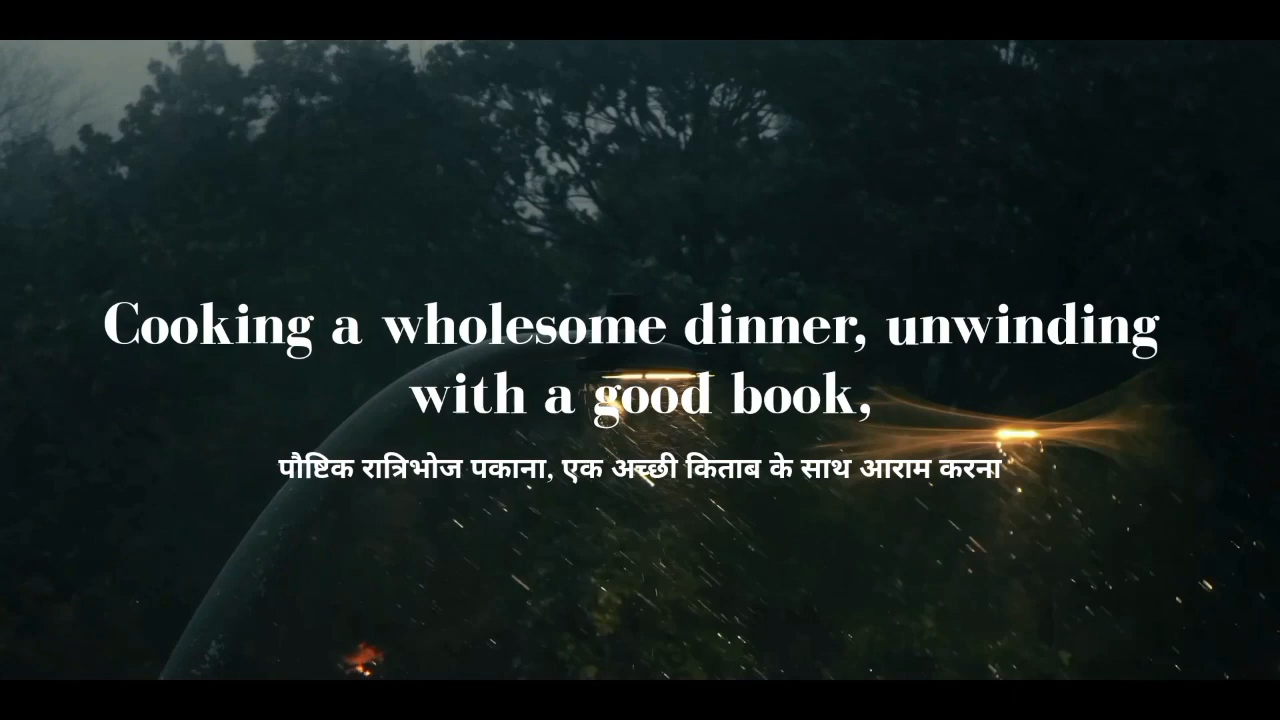 Cooking a wholesome dinner, unwinding
with a good book,
पौष्टिक रात्रिभोज पकाना, एक अच्छी किताब के साथ आराम करना